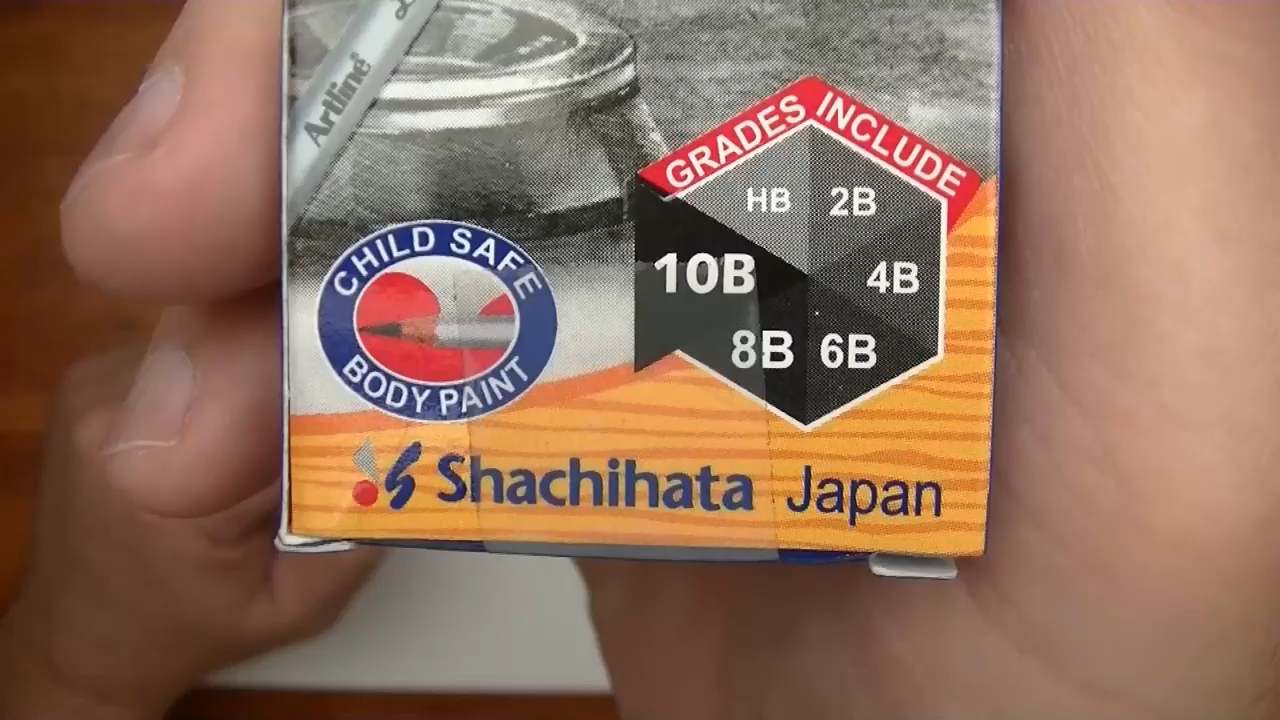 Artline
GRADES INCLUDE
HB 2B
10B 4B
8B 6B
CHILD SAFE
BODY PAINT
Shachihata Japan